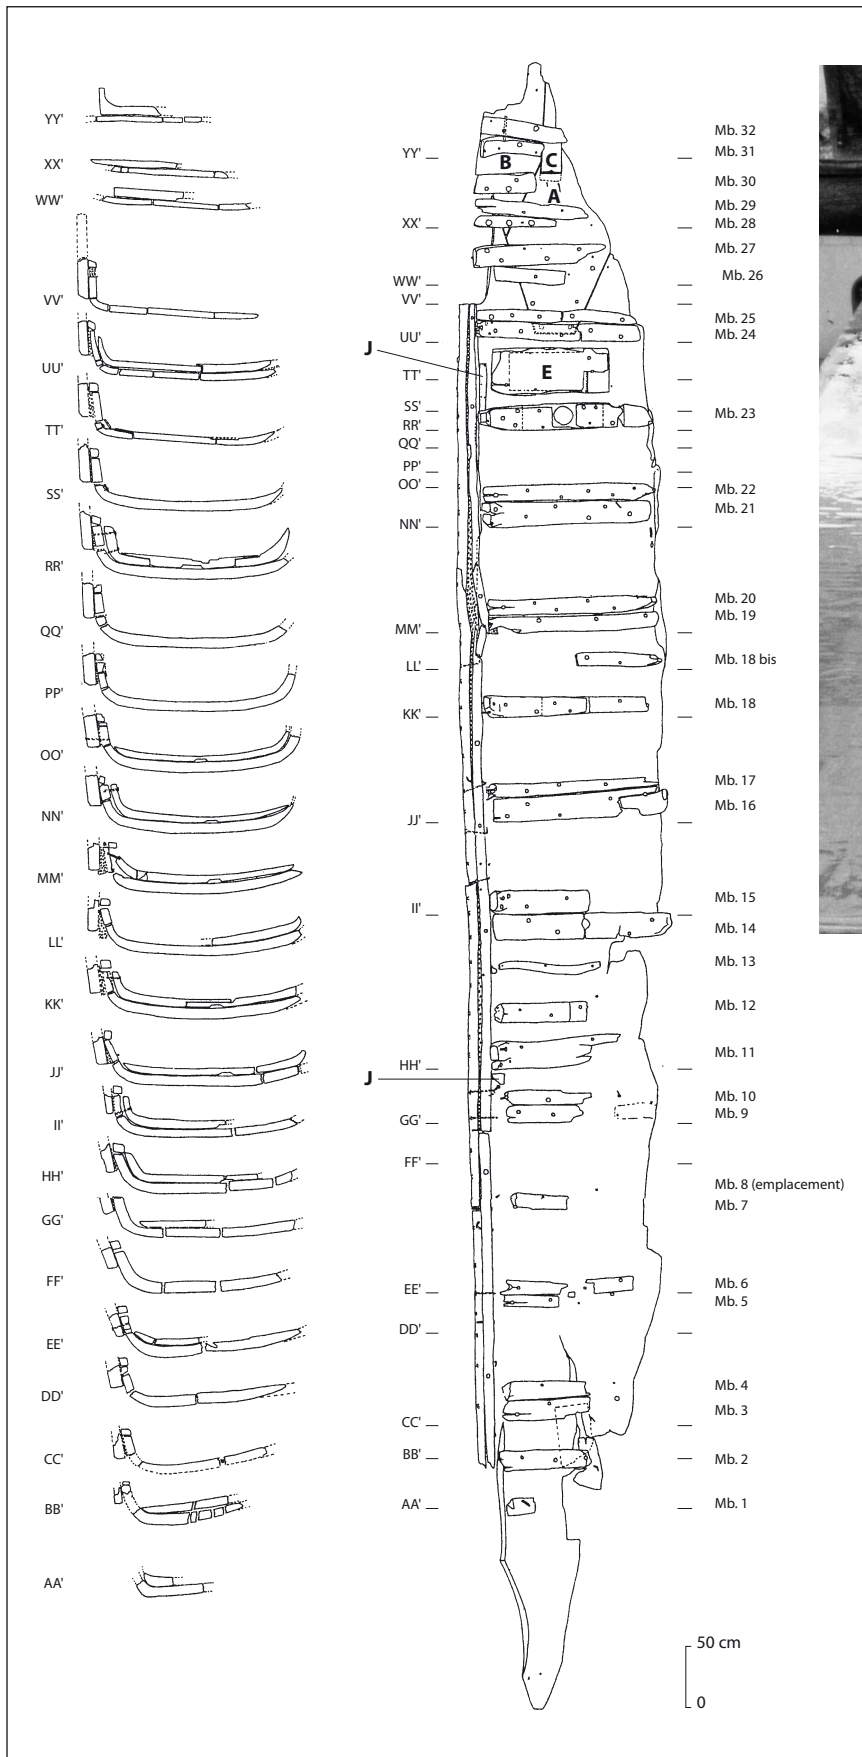 YY'
XX'
WW'
VV'
UU'
TT'
SS'
RR'
QQ'
PP'
OO'
NN'
MM'
LL'
KK'
JJ'
II'
HH'
GG'
FF'
EE'
DD'
CC'
BB'
AA'
YY'
XX'
WW'
VV'
UU'
TT'
SS'
RR'
QQ'
PP'
OO'
NN'
MM'
LL'
KK'
JJ'
II'
HH'
GG'
FF'
EE'
DD'
CC'
BB'
AA'
J
J
B
C
A
E
Mb. 32
Mb. 31
Mb. 30
Mb. 29
Mb. 28
Mb. 27
Mb. 26
Mb. 25
Mb. 24
Mb. 23
Mb. 22
Mb. 21
Mb. 20
Mb. 19
Mb. 18 bis
Mb. 18
Mb. 17
Mb. 16
Mb. 15
Mb. 14
Mb. 13
Mb. 12
Mb. 11
Mb. 10
Mb. 9
Mb. 8 (emplacement)
Mb. 7
Mb. 6
Mb. 5
Mb. 4
Mb. 3
Mb. 2
Mb. 1
50 cm
0